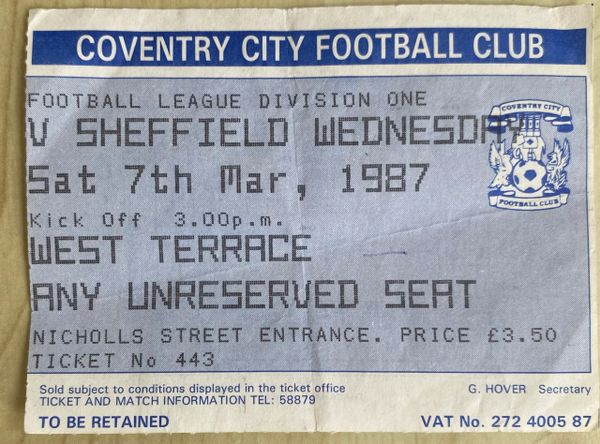 COVENTRY CITY FOOTBALL CLUB
FOOTBALL LEAGUE DIVISION ONE
V SHEFFIELD WEDNESDAY
Sat 7th Mar, 1987
Kick Off 3.00p.m.
WEST TERRACE
ANY UNRESERVED SEAT
NICHOLLS STREET ENTRANCE. PRICE £3.50
TICKET No 443
COVENTRY CITY
FOOTBALL CLUB
Sold subject to conditions displayed in the ticket office
G. HOVER Secretary
TICKET AND MATCH INFORMATION TEL: 58879
TO BE RETAINED
VAT No. 272 4005 87